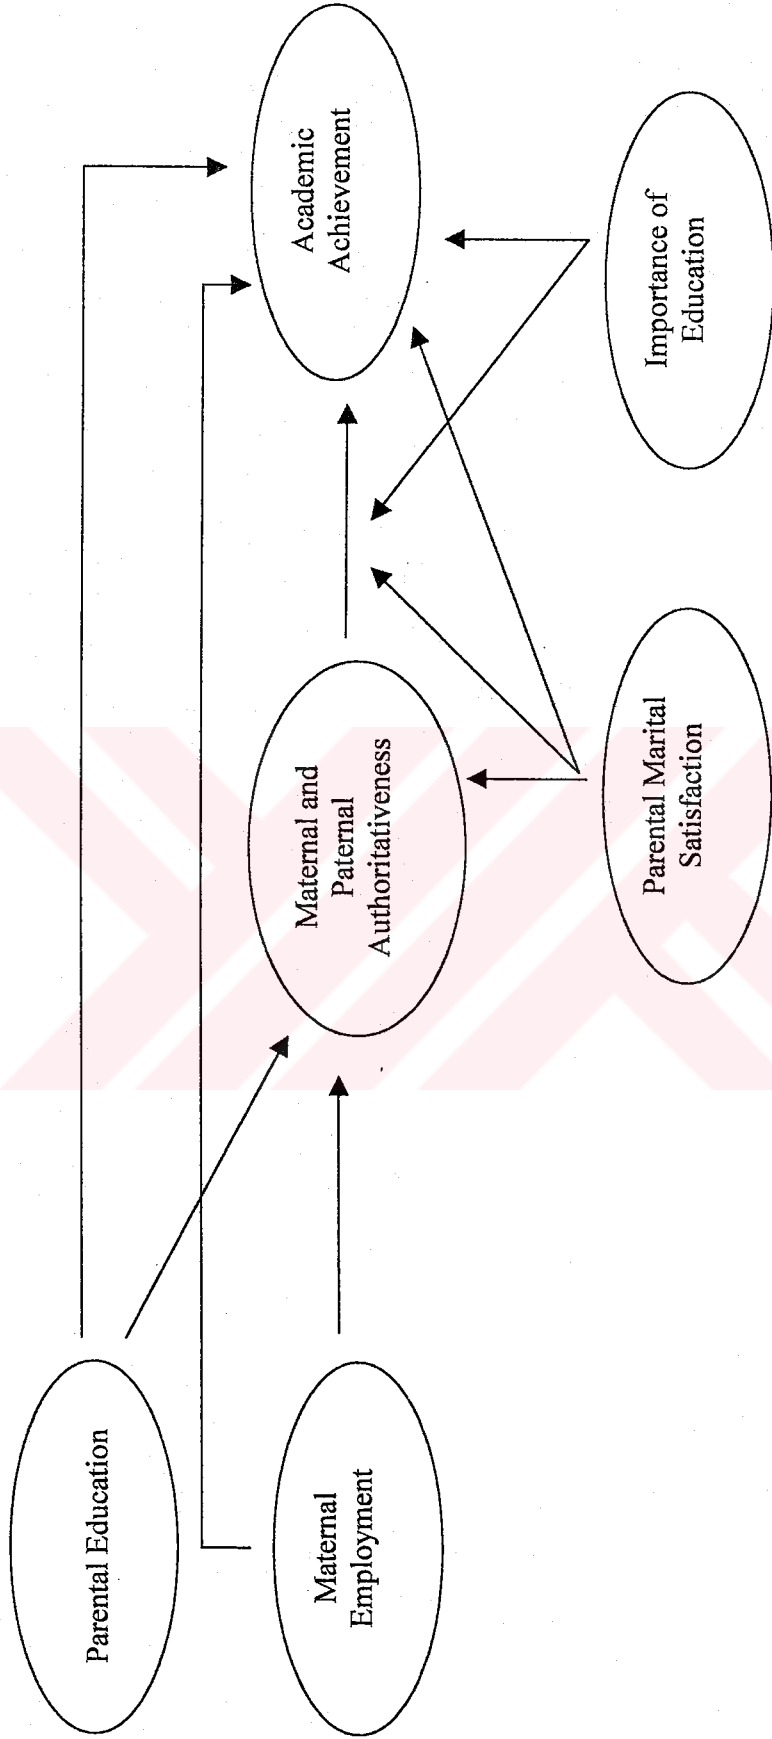 Parental Education
Maternal
Employment
Maternal and
Paternal
Authoritativeness
Academic
Achievement
Parental Marital
Satisfaction
Importance of
Education